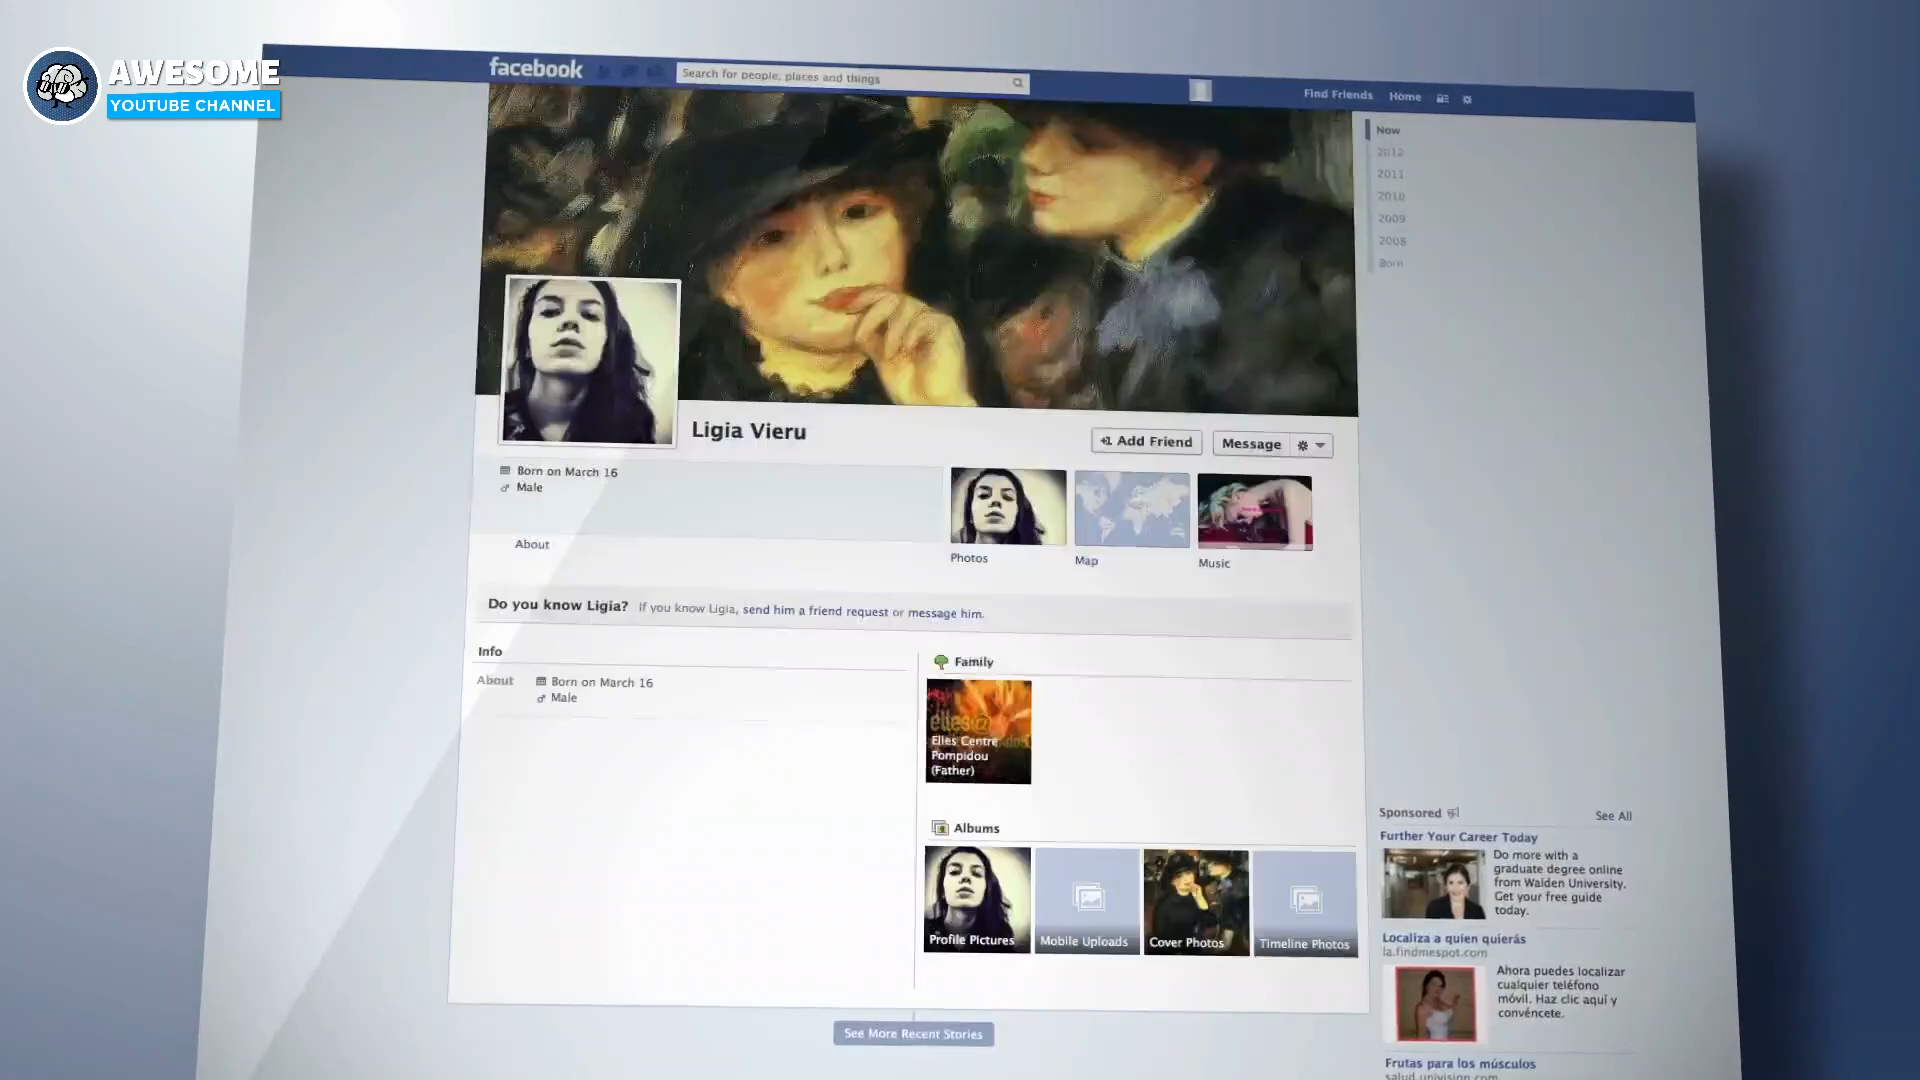 AWESOME
YOUTUBE CHANNEL
facebook
Search for people, places and things
Find Friends
Home
Now
2012
2011
2010
2009
2008
Born
Ligia Vieru
+1 Add Friend
Message
Born on March 16
Male
About
Photos
Map
Music
Do you know Ligia? If you know Ligia, send him a friend request or message him.
Info
About
Born on March 16
Male
Family
elles@
Elles Centre
Pompidou
(Father)
Albums
Profile Pictures
Mobile Uploads
Cover Photos
Timeline Photos
See More Recent Stories
Sponsored
See All
Further Your Career Today
Do more with a
graduate degree online
from Walden University.
Get your free guide
today.
Localiza a quien quierás
la.findmespot.com
Ahora puedes localizar
cualquier teléfono
móvil. Haz clic aquí y
convéncete.
Frutas para los músculos
salud.univision.com